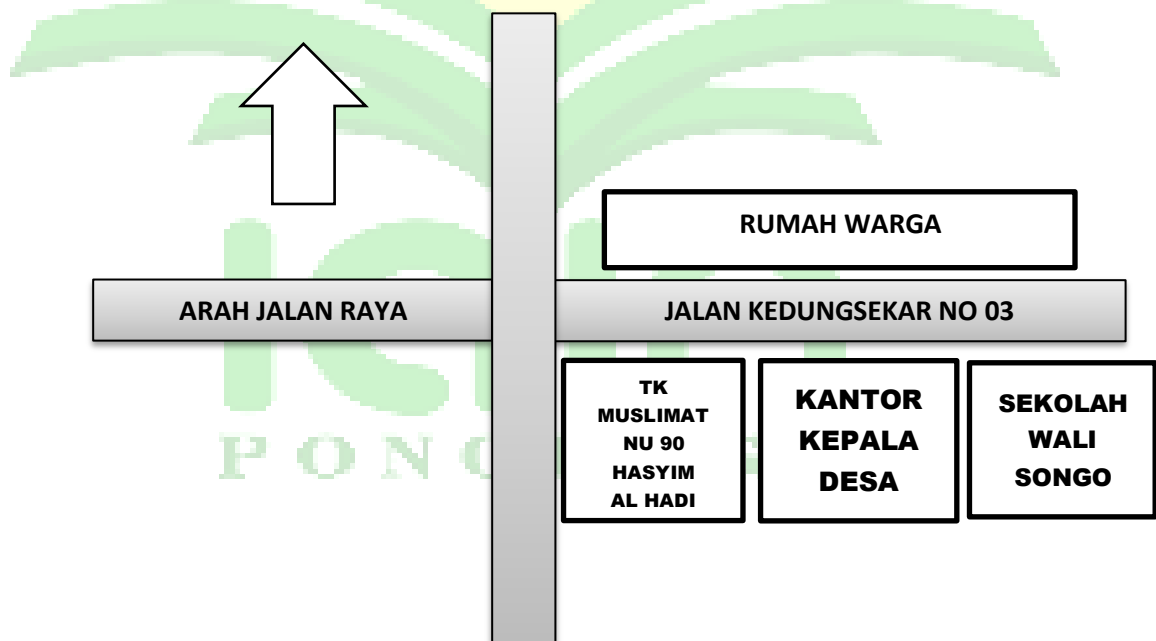 RUMAH WARGA
ARAH JALAN RAYA
JALAN KEDUNGSEKAR NO 03
TK
MUSLIMAT
NU 90
HASYIM
AL HADI
KANTOR
KEPALA
DESA
SEKOLAH
WALI
SONGO